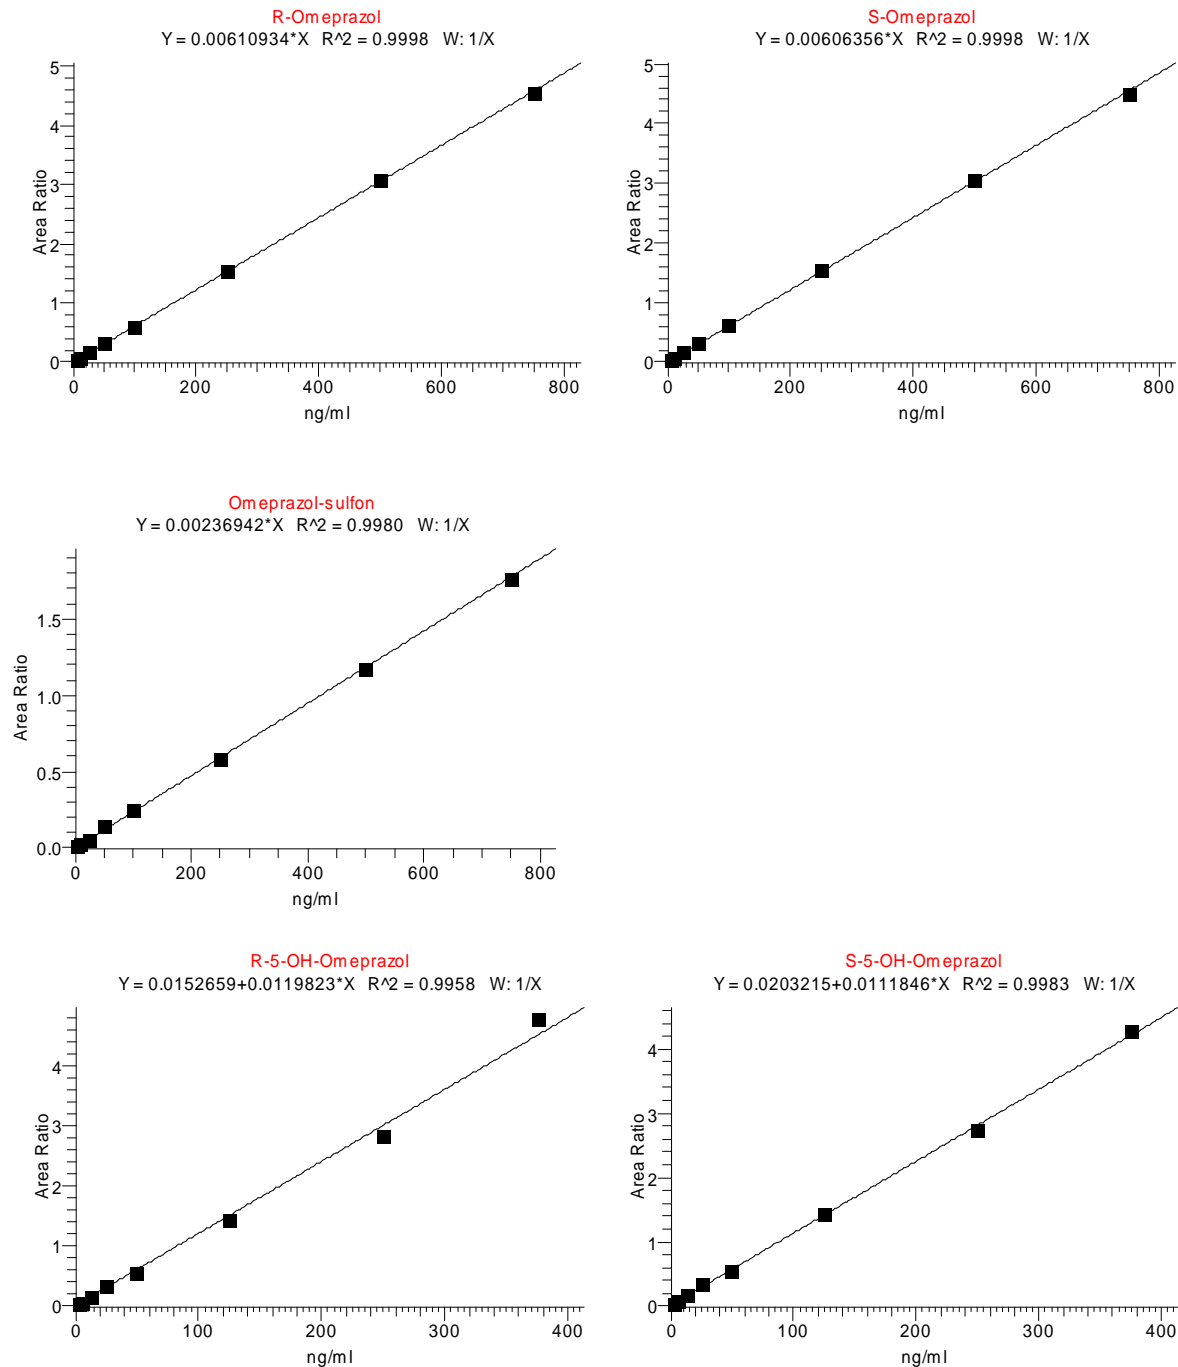 R-Omeprazol
Y = 0.00610934*X R^2 = 0.9998 W: 1/X
5
4
3
2
1
0
Area Ratio
0 200 400 600 800
ng/ml
S-Omeprazol
Y = 0.00606356*X R^2 = 0.9998 W: 1/X
5
4
3
2
1
0
Area Ratio
0 200 400 600 800
ng/ml
Omeprazol-sulfon
Y = 0.00236942*X R^2 = 0.9980 W: 1/X
1.5
1.0
0.5
0.0
Area Ratio
0 200 400 600 800
ng/ml
R-5-OH-Omeprazol
Y = 0.0152659+0.0119823*X R^2 = 0.9958 W: 1/X
4
3
2
1
0
Area Ratio
0 100 200 300 400
ng/ml
S-5-OH-Omeprazol
Y = 0.0203215+0.0111846*X R^2 = 0.9983 W: 1/X
4
3
2
1
0
Area Ratio
0 100 200 300 400
ng/ml